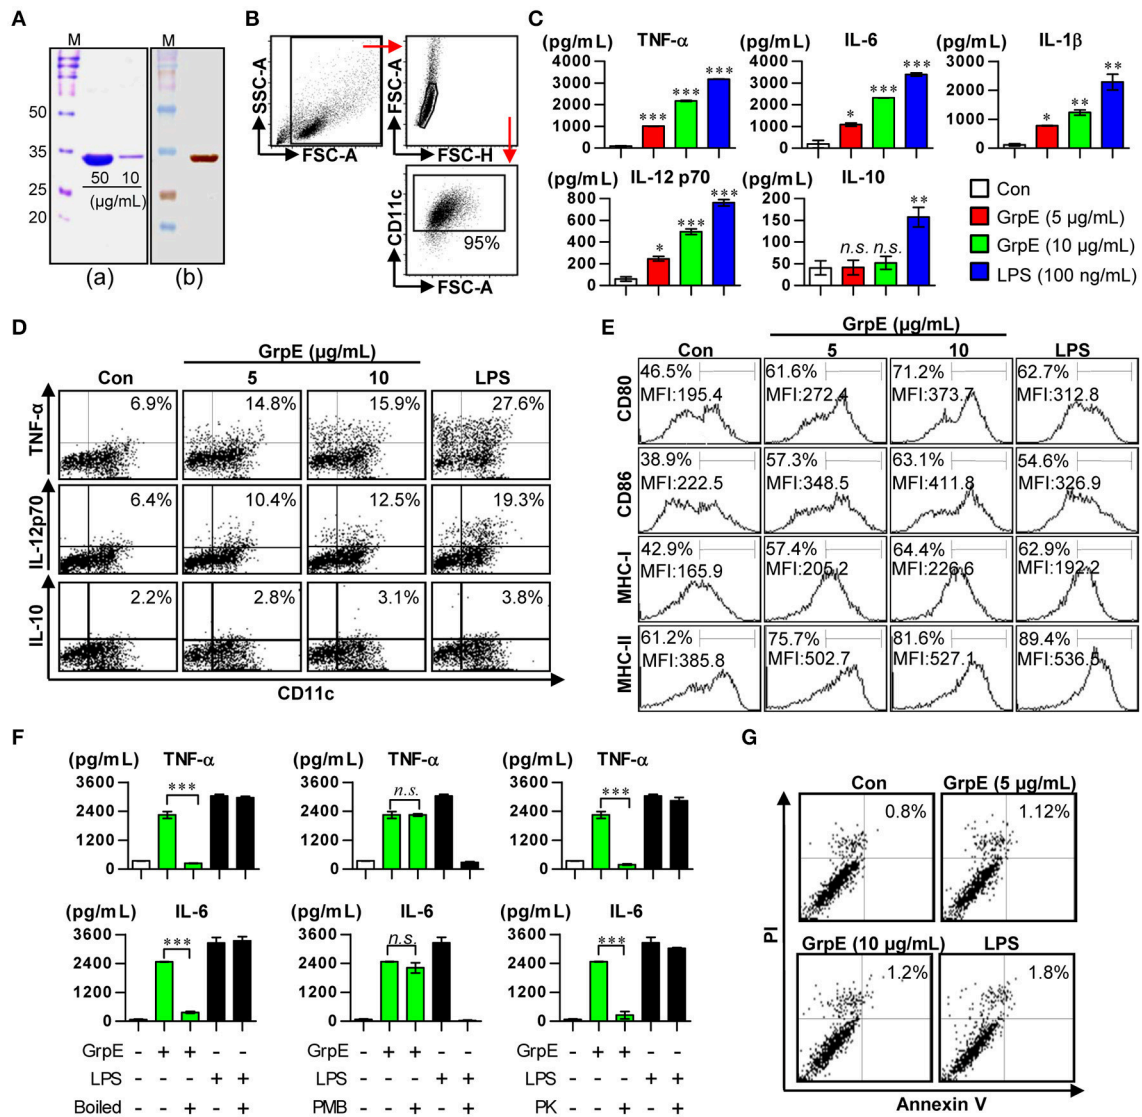 A
M
M
50
35
25
20
50 10
(µg/mL)
(a)
(b)
B
SSC-A
FSC-A
FSC-A
FSC-H
CD11c
95%
FSC-A
C
(pg/mL) TNF-α
4000
3000
2000
1000
0
***
***
***
(pg/mL) IL-6
4000
3000
2000
1000
0
*
***
***
(pg/mL) IL-1β
4000
3000
2000
1000
0
*
**
**
(pg/mL) IL-12 p70
800
600
400
200
0
*
***
***
(pg/mL) IL-10
200
150
100
50
0
n.s. n.s.
**
Con
GrpE (5 µg/mL)
GrpE (10 µg/mL)
LPS (100 ng/mL)
D
GrpE (µg/mL)
Con 5 10 LPS
TNF-α
6.9% 14.8% 15.9% 27.6%
IL-12p70
6.4% 10.4% 12.5% 19.3%
IL-10
2.2% 2.8% 3.1% 3.8%
CD11c
E
GrpE (µg/mL)
Con 5 10 LPS
CD80
46.5% 61.6% 71.2% 62.7%
MFI:195.4 MFI:272.4 MFI:373.7 MFI:312.8
CD86
38.9% 57.3% 63.1% 54.6%
MFI:222.5 MFI:348.5 MFI:411.8 MFI:326.9
MHC-I
42.9% 57.4% 64.4% 62.9%
MFI:165.9 MFI:205.2 MFI:226.6 MFI:192.2
MHC-II
61.2% 75.7% 81.6% 89.4%
MFI:385.8 MFI:502.7 MFI:527.1 MFI:536.5
F
(pg/mL) TNF-α
3600
2400
1200
0
***
(pg/mL) TNF-α
3600
2400
1200
0
n.s.
(pg/mL) TNF-α
3600
2400
1200
0
***
(pg/mL) IL-6
3600
2400
1200
0
***
(pg/mL) IL-6
3600
2400
1200
0
n.s.
(pg/mL) IL-6
3600
2400
1200
0
***
GrpE - + + - -
LPS - - - + +
Boiled - - + - +
GrpE - + + - -
LPS - - - + +
PMB - - + - +
GrpE - + + - -
LPS - - - + +
PK - - + - +
G
Con GrpE (5 µg/mL)
0.8% 1.12%
GrpE (10 µg/mL) LPS
1.2% 1.8%
PI
Annexin V